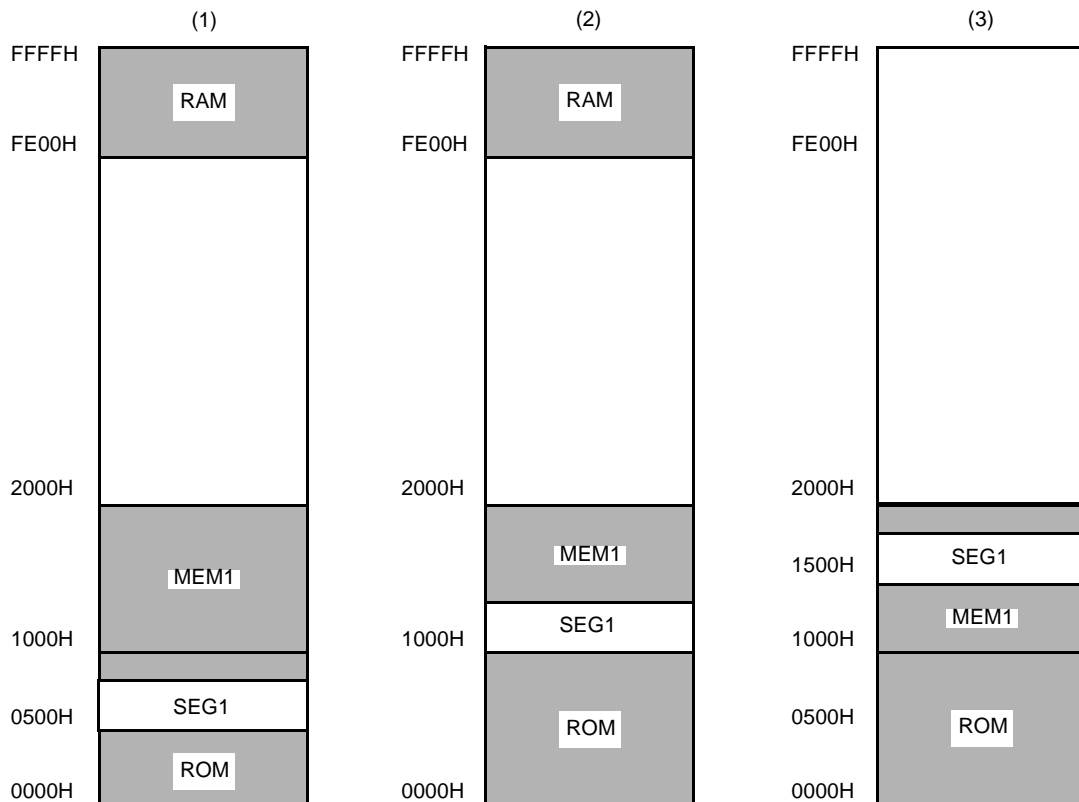 (1)
FFFFH
RAM
FE00H
2000H
MEM1
1000H
SEG1
0500H
ROM
0000H
(2)
FFFFH
RAM
FE00H
2000H
MEM1
SEG1
1000H
ROM
0000H
(3)
FFFFH
FE00H
2000H
SEG1
1500H
MEM1
1000H
0500H
ROM
0000H